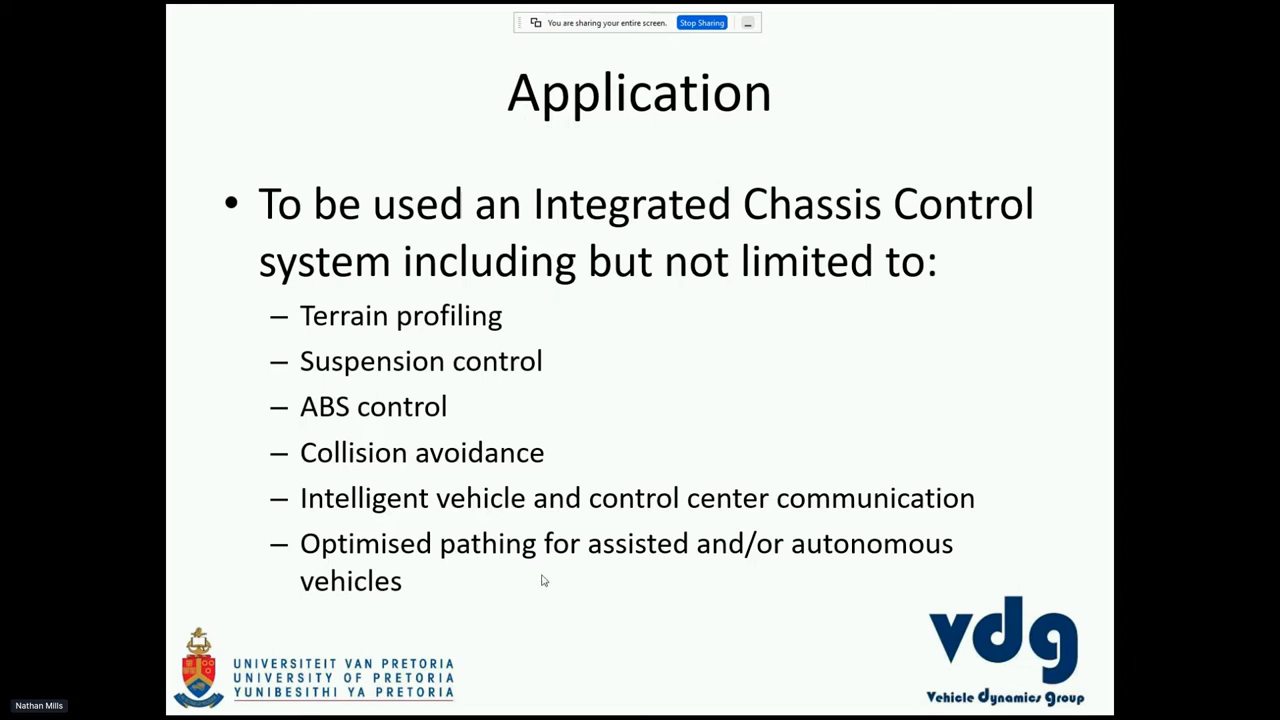 You are sharing your entire screen. Stop Sharing
Application
• To be used an Integrated Chassis Control
system including but not limited to:
– Terrain profiling
– Suspension control
– ABS control
– Collision avoidance
– Intelligent vehicle and control center communication
– Optimised pathing for assisted and/or autonomous
vehicles
UNIVERSITEIT VAN PRETORIA
UNIVERSITY OF PRETORIA
YUNIBESITHI YA PRETORIA
vdg
Vehicle dynamics Group
Nathan Mills